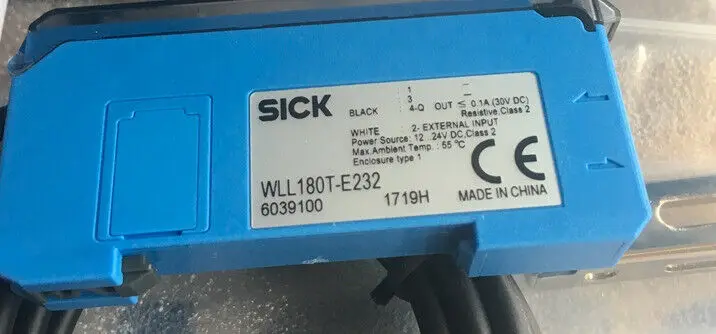 SICK
1
3
BLACK 4-Q OUT ≤ 0.1A (30V DC)
Resistive,Class 2
WHITE 2- EXTERNAL INPUT
Power Source: 12...24V DC,Class 2
Max.Ambient Temp.: 55 ℃
Enclosure type 1
CE
WLL180T-E232
6039100 1719H MADE IN CHINA